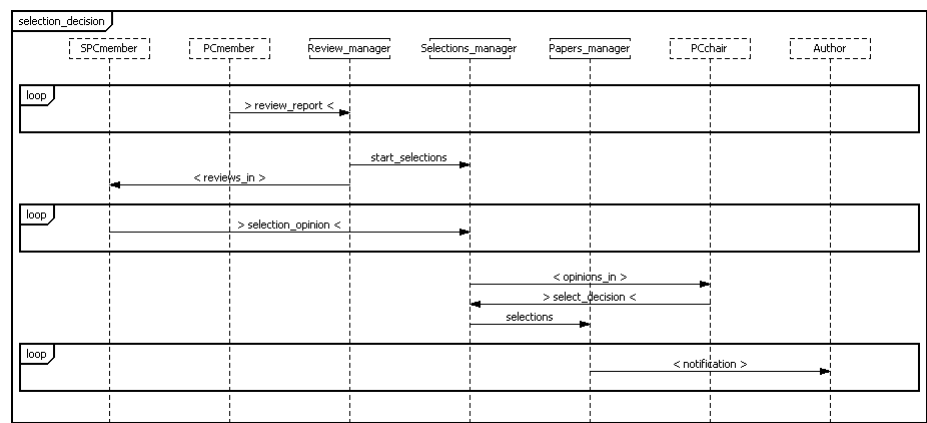 selection_decision
SPCmember
PCmember
Review_manager
Selections_manager
Papers_manager
PCchair
Author
loop
> review_report <
start_selections
< reviews_in >
loop
> selection_opinion <
< opinions_in >
> select_decision <
selections
loop
< notification >